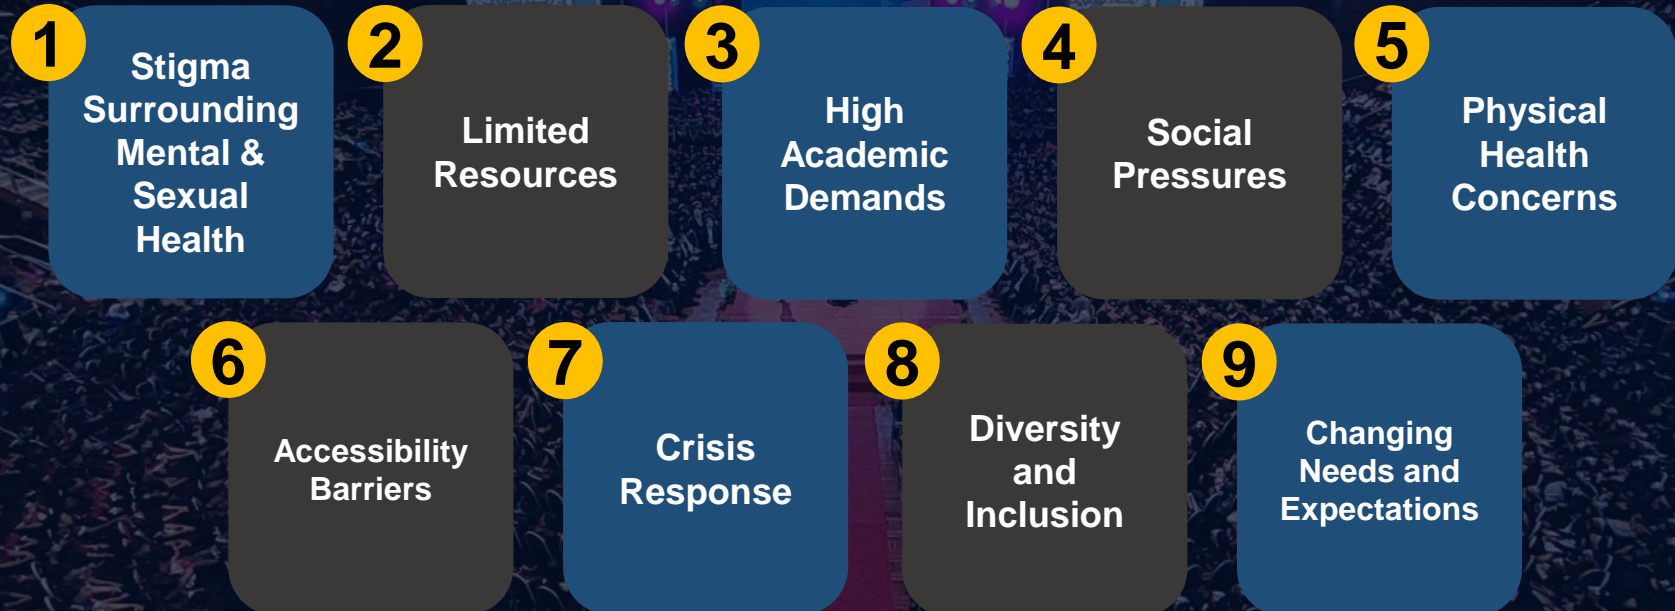 1
Stigma
Surrounding
Mental &
Sexual
Health
2
Limited
Resources
3
High
Academic
Demands
4
Social
Pressures
5
Physical
Health
Concerns
6
Accessibility
Barriers
7
Crisis
Response
8
Diversity
and
Inclusion
9
Changing
Needs and
Expectations